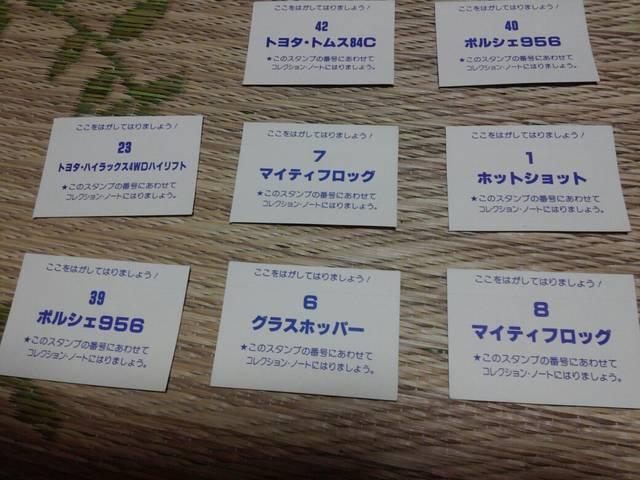 ここをはがしてはりましょう!
42
トヨタ・トムス84C
★このスタンプの番号にあわせて
コレクション・ノートにはりましょう。
ここをはがしてはりましょう!
40
ポルシェ956
★このスタンプの番号にあわせて
コレクション・ノートにはりましょう。
ここをはがしてはりましょう!
23
トヨタ・ハイラックス4WDハイリフト
★このスタンプの番号にあわせて
コレクション・ノートにはりましょう。
ここをはがしてはりましょう!
7
マイティフロッグ
★このスタンプの番号にあわせて
コレクション・ノートにはりましょう。
ここをはがしてはりましょう!
1
ホットショット
★このスタンプの番号にあわせて
コレクション・ノートにはりましょう。
ここをはがしてはりましょう!
39
ポルシェ956
★このスタンプの番号にあわせて
コレクション・ノートにはりましょう。
ここをはがしてはりましょう!
6
グラスホッパー
★このスタンプの番号にあわせて
コレクション・ノートにはりましょう。
ここをはがしてはりましょう!
8
マイティフロッグ
★このスタンプの番号にあわせて
コレクション・ノートにはりましょう。